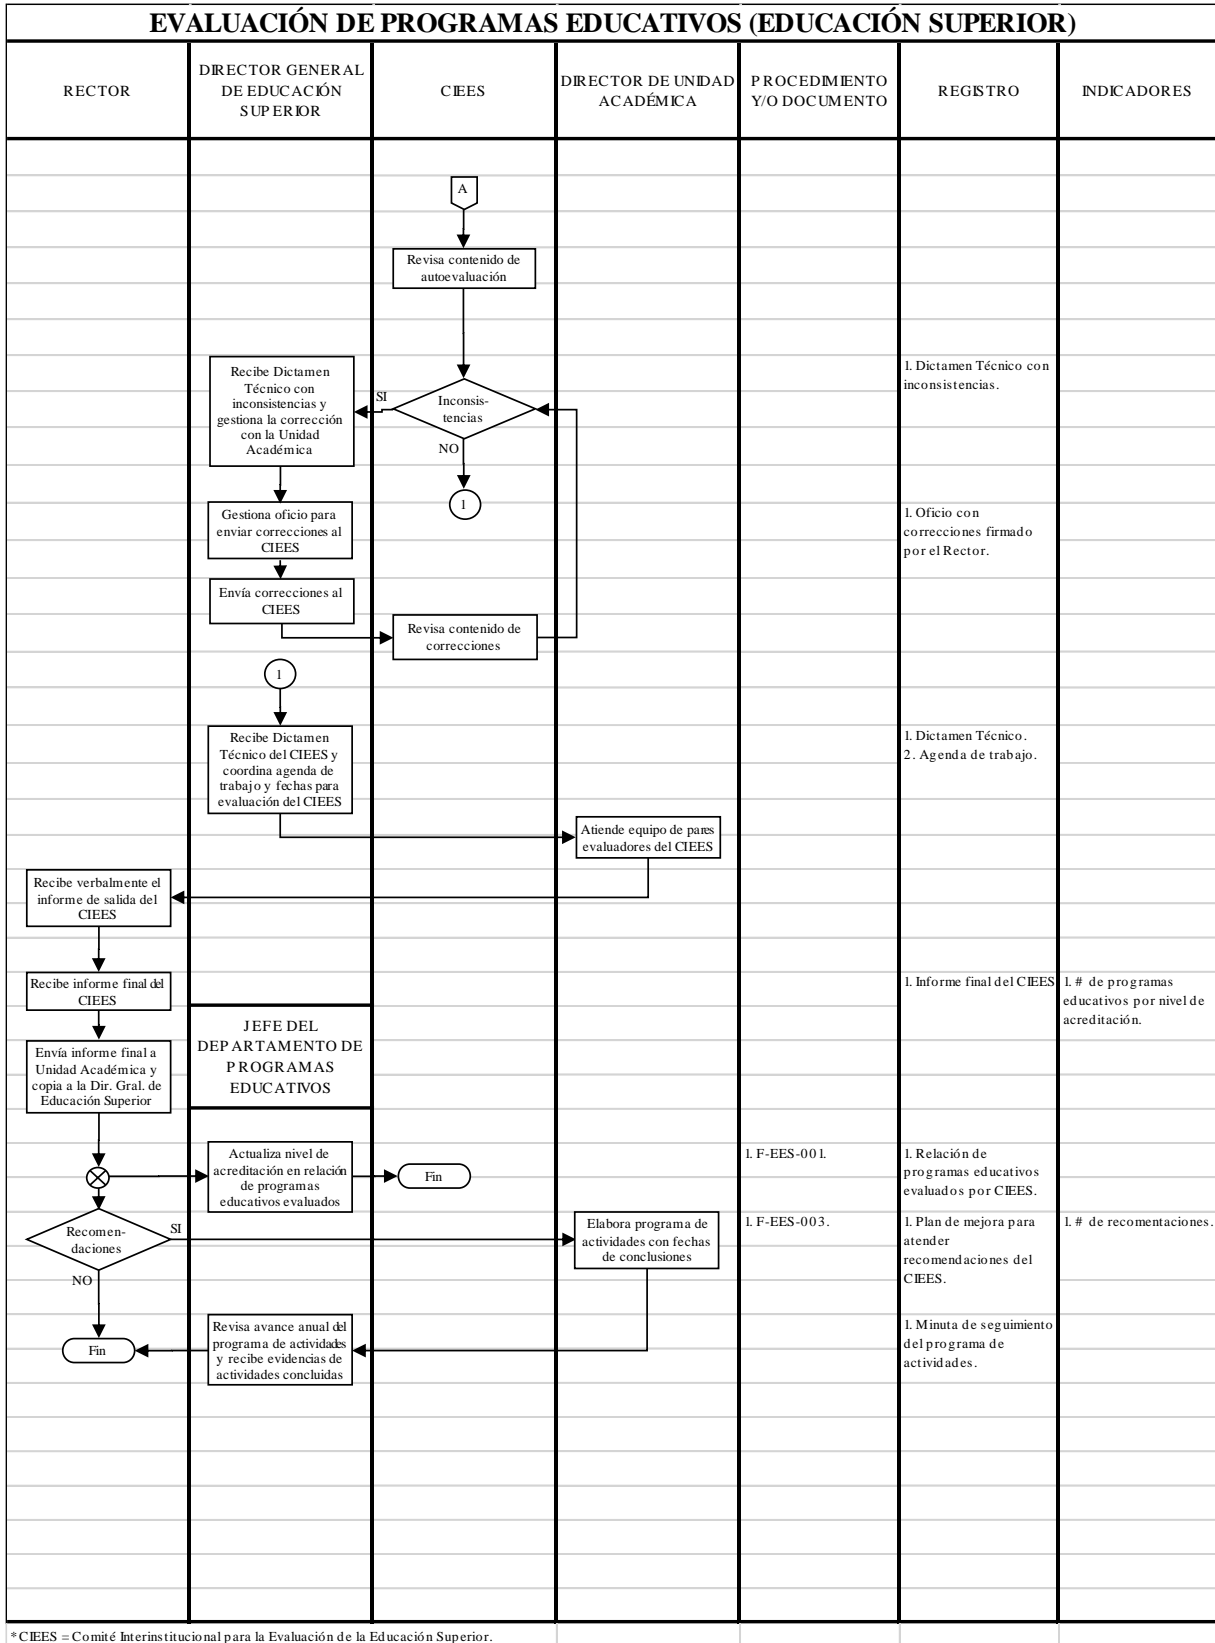 EVALUACIÓN DE PROGRAMAS EDUCATIVOS (EDUCACIÓN SUPERIOR)
RECTOR
DIRECTOR GENERAL
DE EDUCACIÓN
SUPERIOR
CIEES
DIRECTOR DE UNIDAD
ACADÉMICA
PROCEDIMIENTO
Y/O DOCUMENTO
REGISTRO
INDICADORES
A
Revisa contenido de
autoevaluación
Recibe Dictamen
Técnico con
inconsistencias y
gestiona la corrección
con la Unidad
Académica
SI
Inconsis-
tencias
NO
1
1. Dictamen Técnico con
inconsistencias.
Gestiona oficio para
enviar correcciones al
CIEES
1. Oficio con
correcciones firmado
por el Rector.
Envía correcciones al
CIEES
Revisa contenido de
correcciones
1
Recibe Dictamen
Técnico del CIEES y
coordina agenda de
trabajo y fechas para
evaluación del CIEES
1. Dictamen Técnico.
2. Agenda de trabajo.
Atiende equipo de pares
evaluadores del CIEES
Recibe verbalmente el
informe de salida del
CIEES
Recibe informe final del
CIEES
1. Informe final del CIEES
1. # de programas
educativos por nivel de
acreditación.
JEFE DEL
DEPARTAMENTO DE
PROGRAMAS
EDUCATIVOS
Envía informe final a
Unidad Académica y
copia a la Dir. Gral. de
Educación Superior
Actualiza nivel de
acreditación en relación
de programas
educativos evaluados
Fin
1. F-EES-001.
1. Relación de
programas educativos
evaluados por CIEES.
Recomen-
daciones
SI
NO
Elabora programa de
actividades con fechas
de conclusiones
1. F-EES-003.
1. Plan de mejora para
atender
recomendaciones del
CIEES.
1. # de recomentaciones.
Fin
Revisa avance anual del
programa de actividades
y recibe evidencias de
actividades concluidas
1. Minuta de seguimiento
del programa de
actividades.
* CIEES = Comité Interinstitucional para la Evaluación de la Educación Superior.